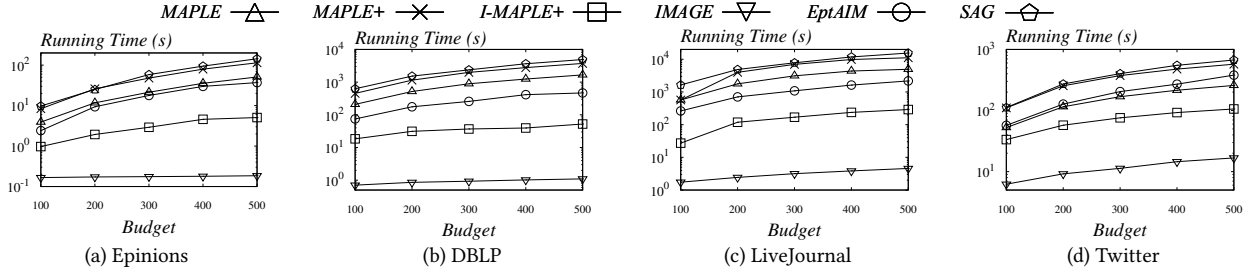 MAPLE MAPLE+ I-MAPLE+ IMAGE EptAIM SAG
Running Time (s) Running Time (s) Running Time (s) Running Time (s)
10^2 10^1 10^0 10^-1
100 200 300 400 500
Budget
(a) Epinions
10^4 10^3 10^2 10^1 10^0
100 200 300 400 500
Budget
(b) DBLP
10^4 10^3 10^2 10^1 10^0
100 200 300 400 500
Budget
(c) LiveJournal
10^3 10^2 10^1
100 200 300 400 500
Budget
(d) Twitter